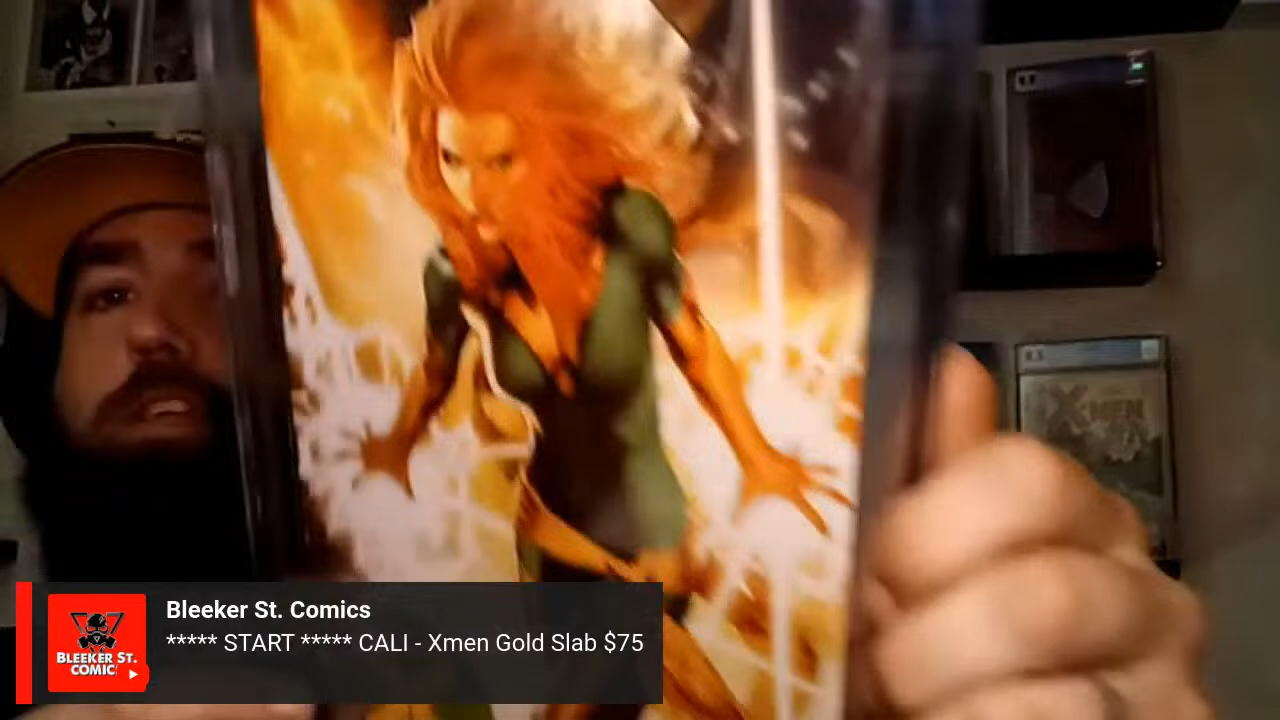 X-MEN
Bleeker St. Comics
***** START ***** CALI - Xmen Gold Slab $75
BLEEKER ST.
COMIC